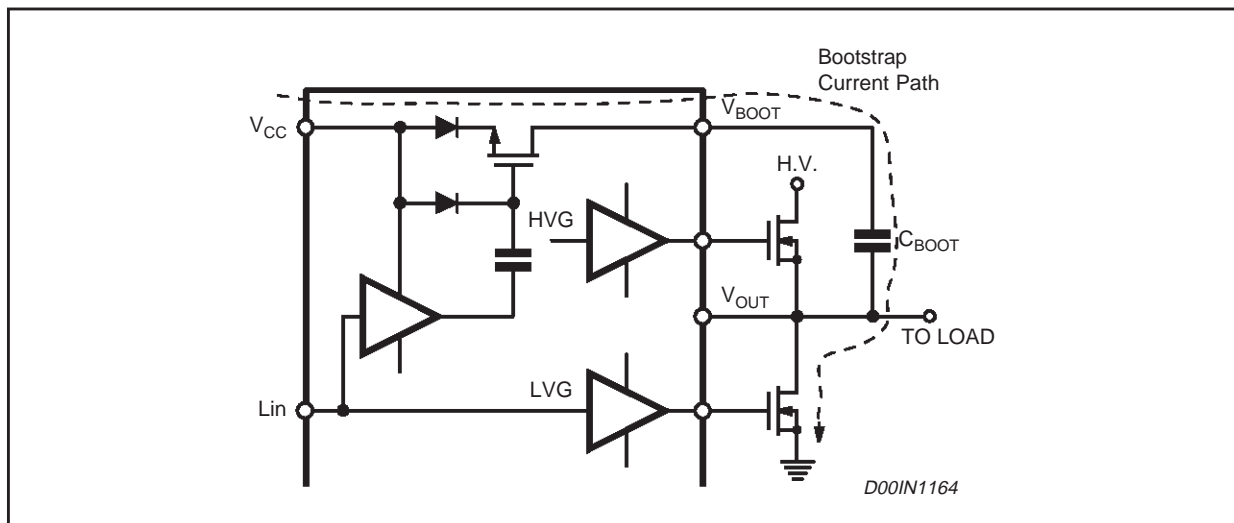 Bootstrap
Current Path
VCC
VBOOT
H.V.
HVG
CBOOT
VOUT
TO LOAD
LVG
Lin
D00IN1164